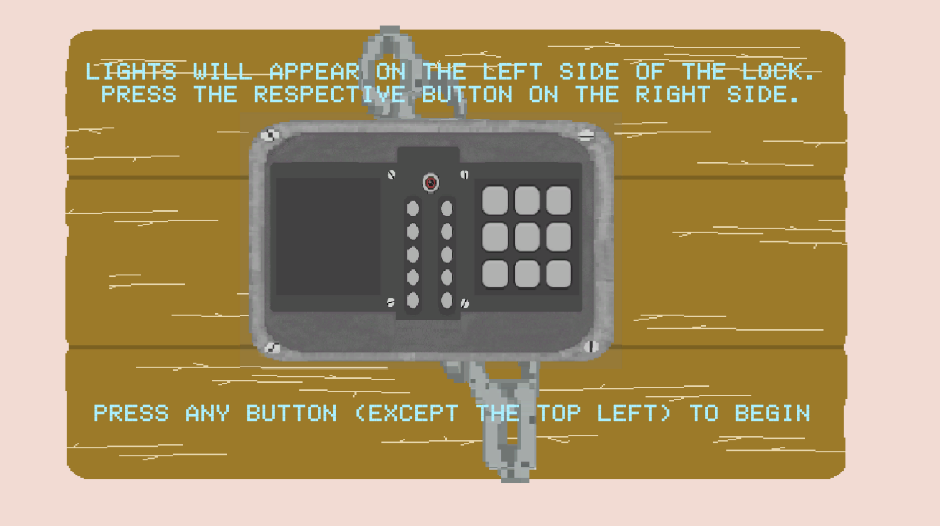 LIGHTS WILL APPEAR ON THE LEFT SIDE OF THE LOCK.
PRESS THE RESPECTIVE BUTTON ON THE RIGHT SIDE.
PRESS ANY BUTTON (EXCEPT THE TOP LEFT) TO BEGIN